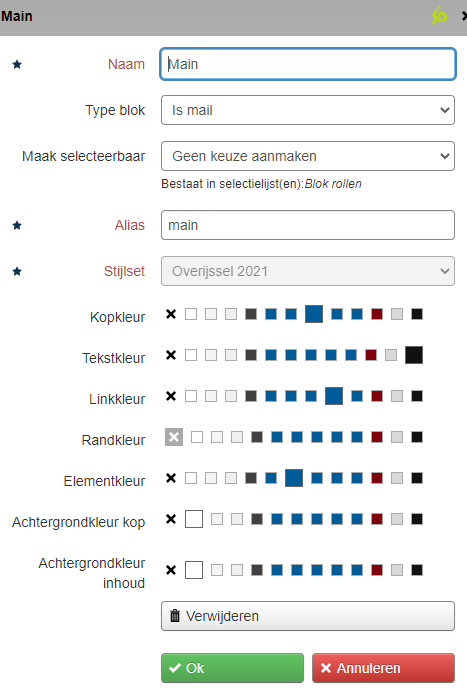 Main
Naam Main
Type blok Is mail
Maak selecteerbaar Geen keuze aanmaken
Bestaat in selectielijst(en):Blok rollen
Alias main
Stijlset Overijssel 2021
Kopkleur
Tekstkleur
Linkkleur
Randkleur
Elementkleur
Achtergrondkleur kop
Achtergrondkleur
inhoud
Verwijderen
Ok Annuleren